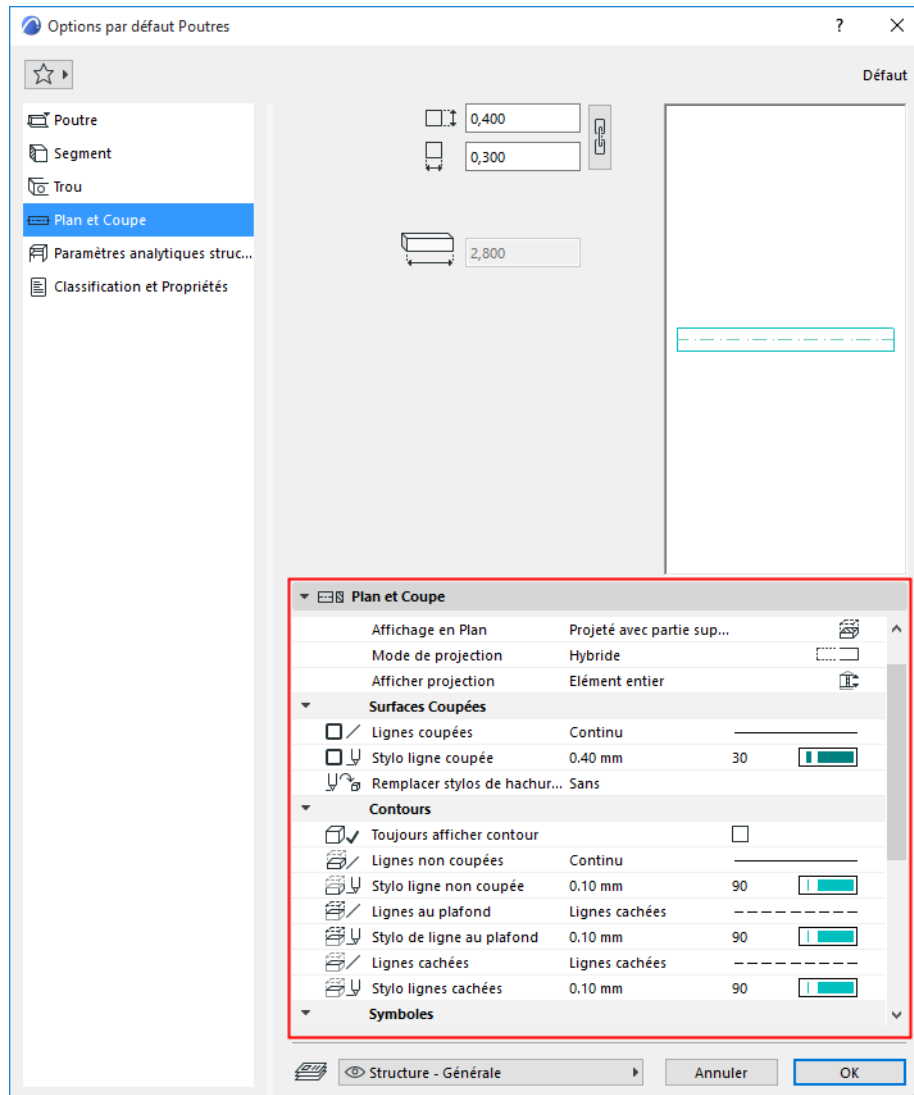 Options par défaut Poutres
?
Défaut
Poutre
Segment
Trou
Plan et Coupe
Paramètres analytiques struc...
Classification et Propriétés
0,400
0,300
2,800
Plan et Coupe
Affichage en Plan Projeté avec partie sup...
Mode de projection Hybride
Afficher projection Elément entier
Surfaces Coupées
Lignes coupées Continu
Stylo ligne coupée 0.40 mm 30
Remplacer stylos de hachur... Sans
Contours
Toujours afficher contour
Lignes non coupées Continu
Stylo ligne non coupée 0.10 mm 90
Lignes au plafond Lignes cachées
Stylo de ligne au plafond 0.10 mm 90
Lignes cachées Lignes cachées
Stylo lignes cachées 0.10 mm 90
Symboles
Structure - Générale
Annuler
OK